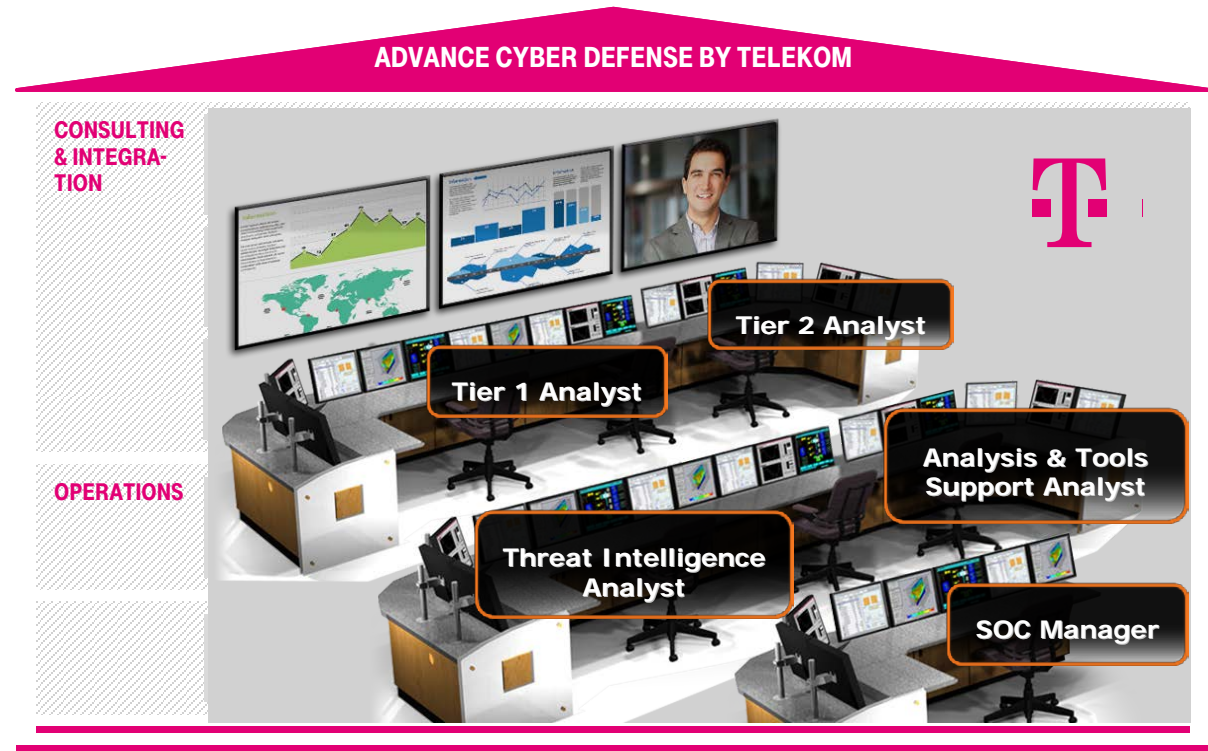 ADVANCE CYBER DEFENSE BY TELEKOM
CONSULTING
& INTEGRA-
TION
OPERATIONS
T
Tier 2 Analyst
Tier 1 Analyst
Analysis & Tools
Support Analyst
Threat Intelligence
Analyst
SOC Manager